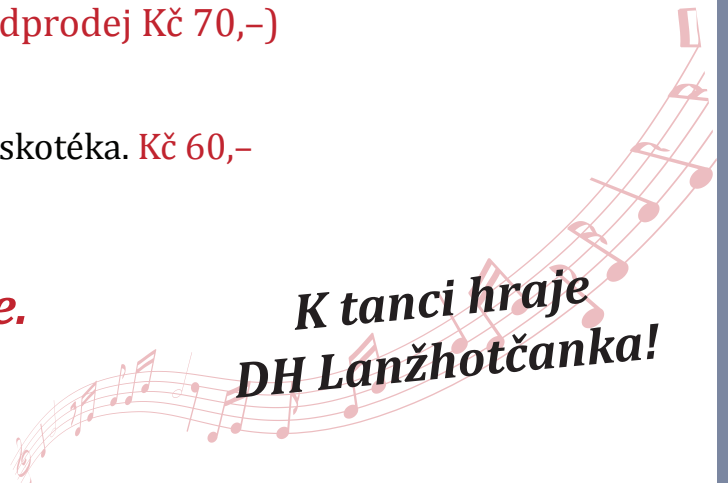 dprodej Kč 70,–)
skotéka. Kč 60,–
e.
K tanci hraje
DH Lanžhotčanka!